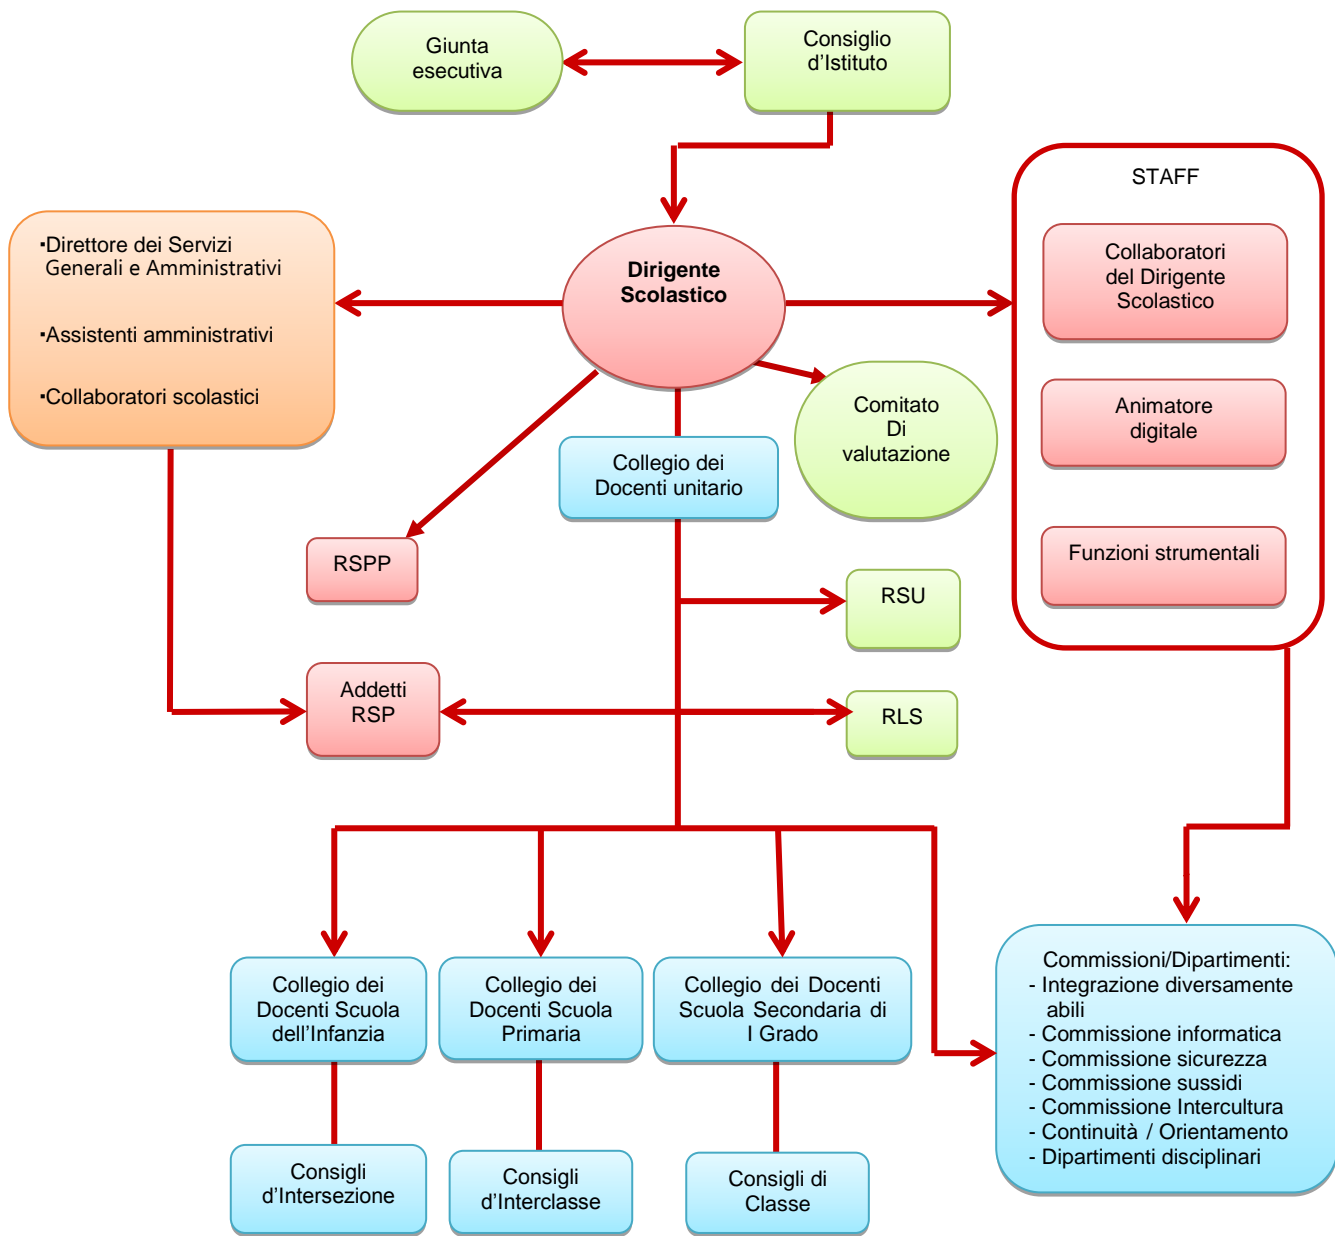 Giunta
esecutiva
Consiglio
d'Istituto
STAFF
▪Direttore dei Servizi
Generali e Amministrativi
▪Assistenti amministrativi
▪Collaboratori scolastici
Dirigente
Scolastico
Collaboratori
del Dirigente
Scolastico
Animatore
digitale
Funzioni strumentali
Comitato
Di
valutazione
Collegio dei
Docenti unitario
RSPP
RSU
Addetti
RSP
RLS
Collegio dei
Docenti Scuola
dell'Infanzia
Collegio dei
Docenti Scuola
Primaria
Collegio dei Docenti
Scuola Secondaria di
I Grado
Commissioni/Dipartimenti:
- Integrazione diversamente
abili
- Commissione informatica
- Commissione sicurezza
- Commissione sussidi
- Commissione Intercultura
- Continuità / Orientamento
- Dipartimenti disciplinari
Consigli
d'Intersezione
Consigli
d'Interclasse
Consigli di
Classe